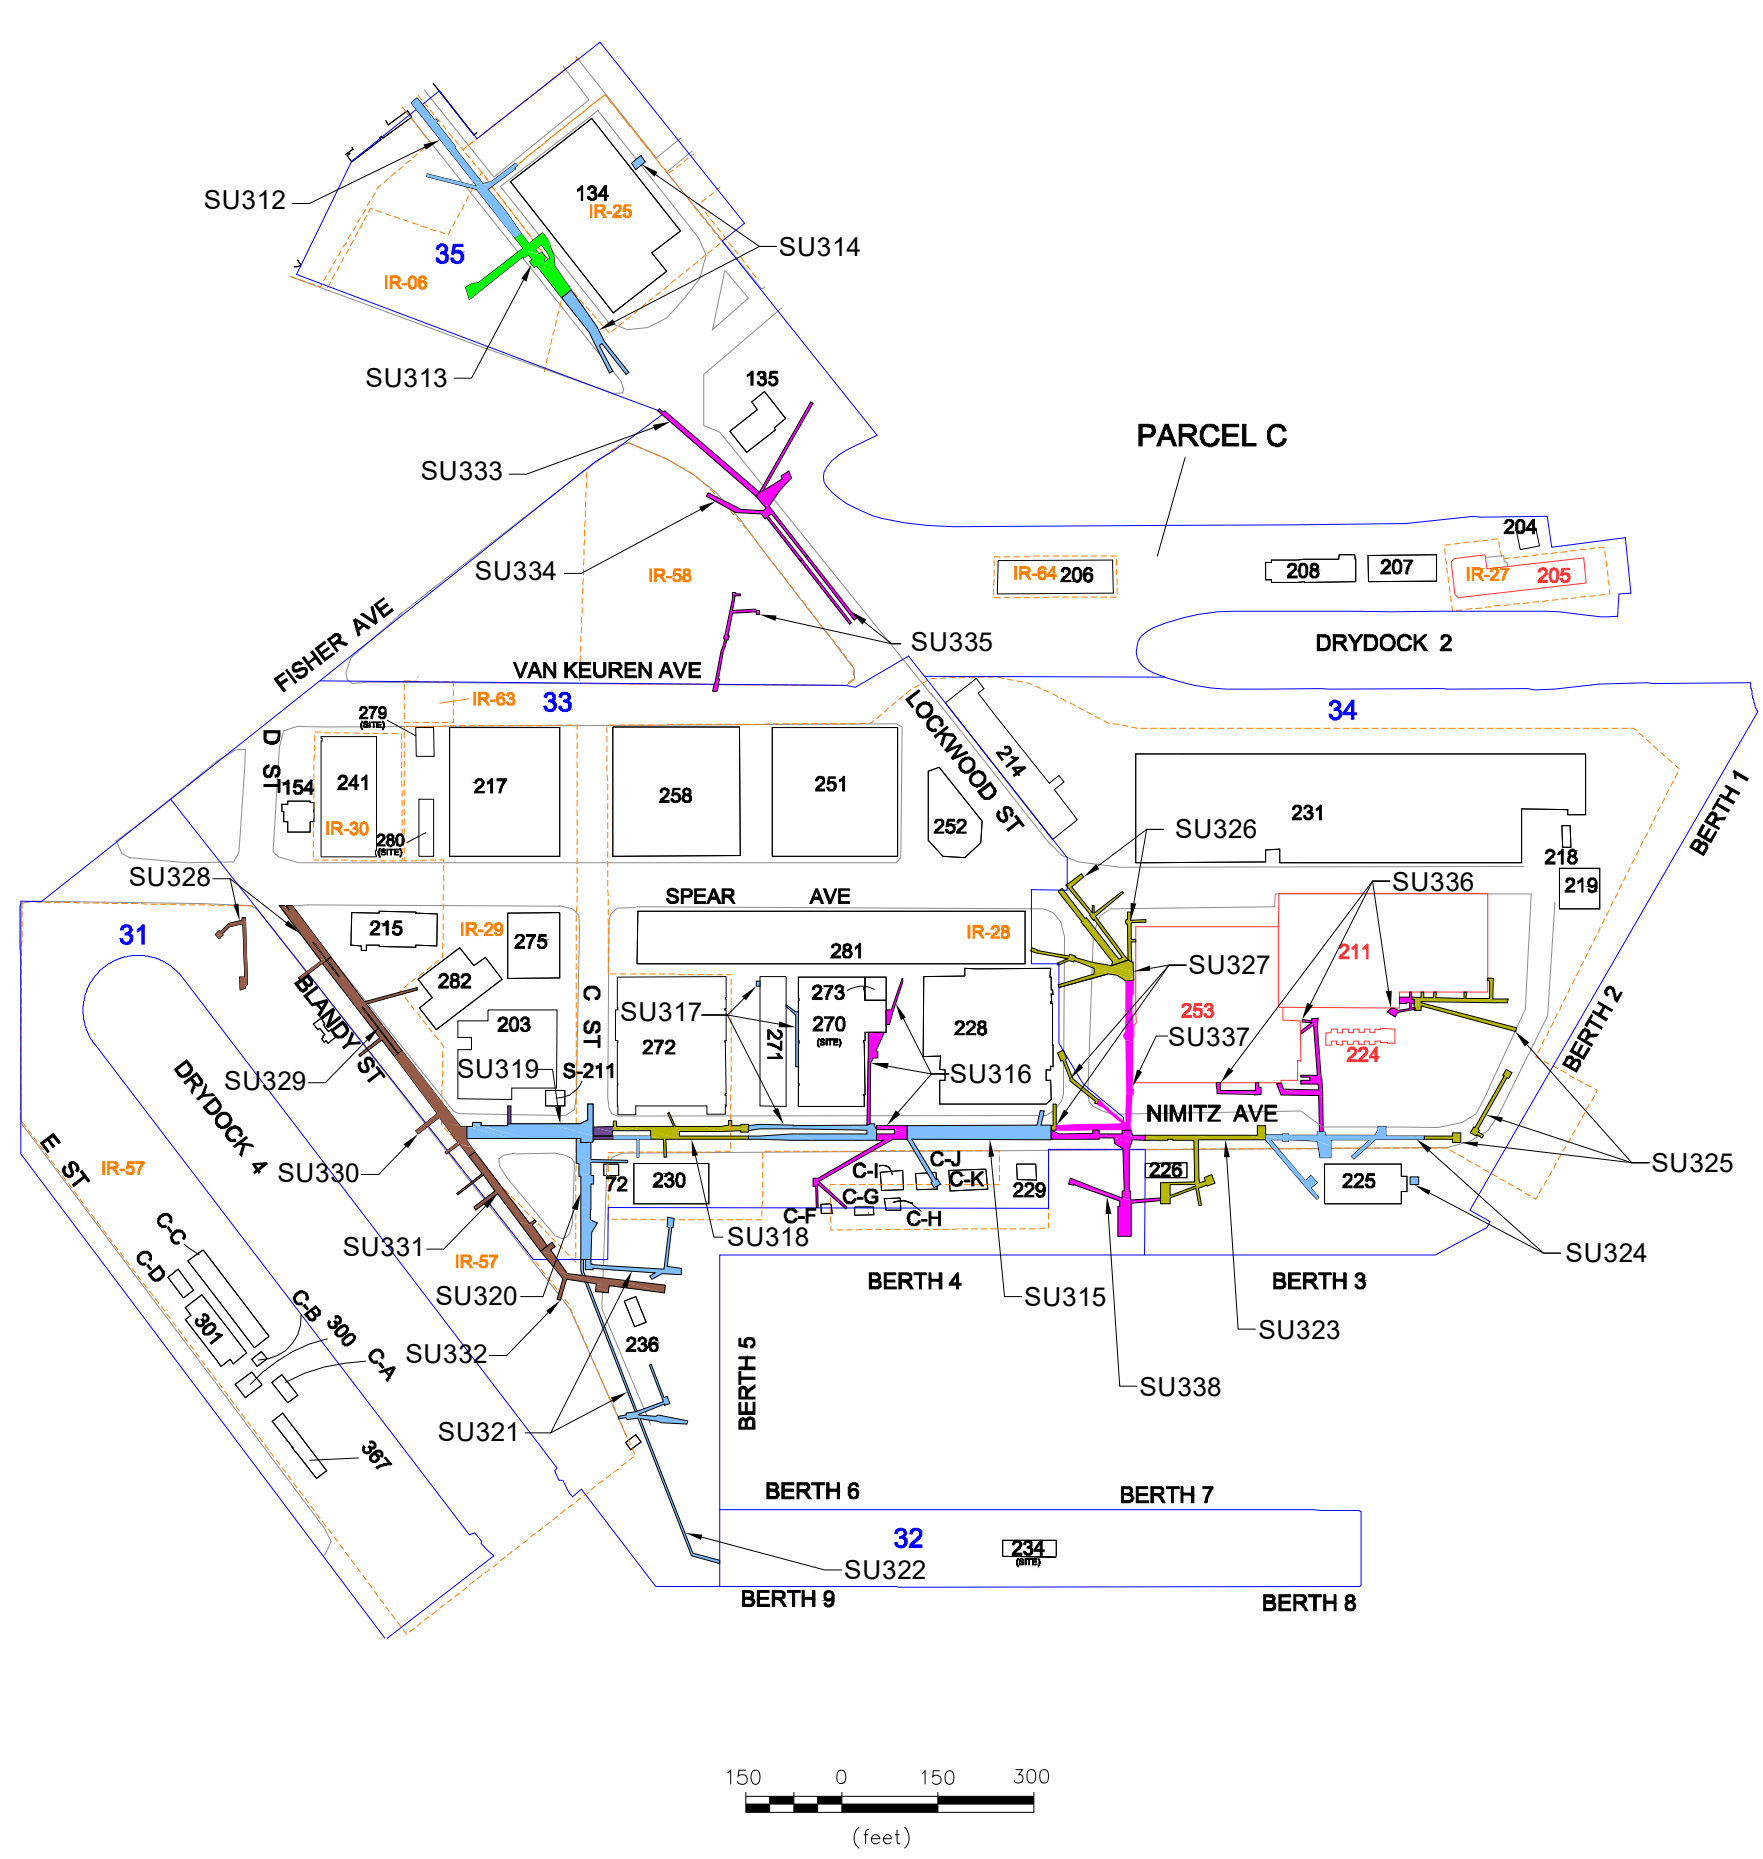 SU312
134
IR-25
35
SU314
IR-06
SU313
135
PARCEL C
SU333
SU334
IR-58
204
IR-64 206
208
207
IR-27 205
FISHER AVE
SU335
DRYDOCK 2
VAN KEUREN AVE
IR-63
33
34
279
(SITE)
D ST
154
241
217
258
251
LOCKWOOD ST
214
252
231
BERTH 1
IR-30
280
(SITE)
SU326
218
219
SU328
SPEAR AVE
SU336
31
215
IR-29
275
281
IR-28
211
SU327
282
BLANDY ST
C ST
273
SU317
270
(SITE)
271
228
253
SU337
224
BERTH 2
203
272
SU319
S-211
SU329
SU316
DRYDOCK 4
NIMITZ AVE
E ST
IR-57
SU330
C-J
C-I
C-K
72
230
229
226
225
SU325
C-G
C-F
C-H
C-C
C-D
SU331
IR-57
SU318
SU324
BERTH 4
BERTH 3
SU320
SU315
C-B
300
301
SU323
236
SU332
C-A
BERTH 5
SU338
SU321
367
BERTH 6
BERTH 7
32
234
(SITE)
SU322
BERTH 9
BERTH 8
150 0 150 300
(feet)